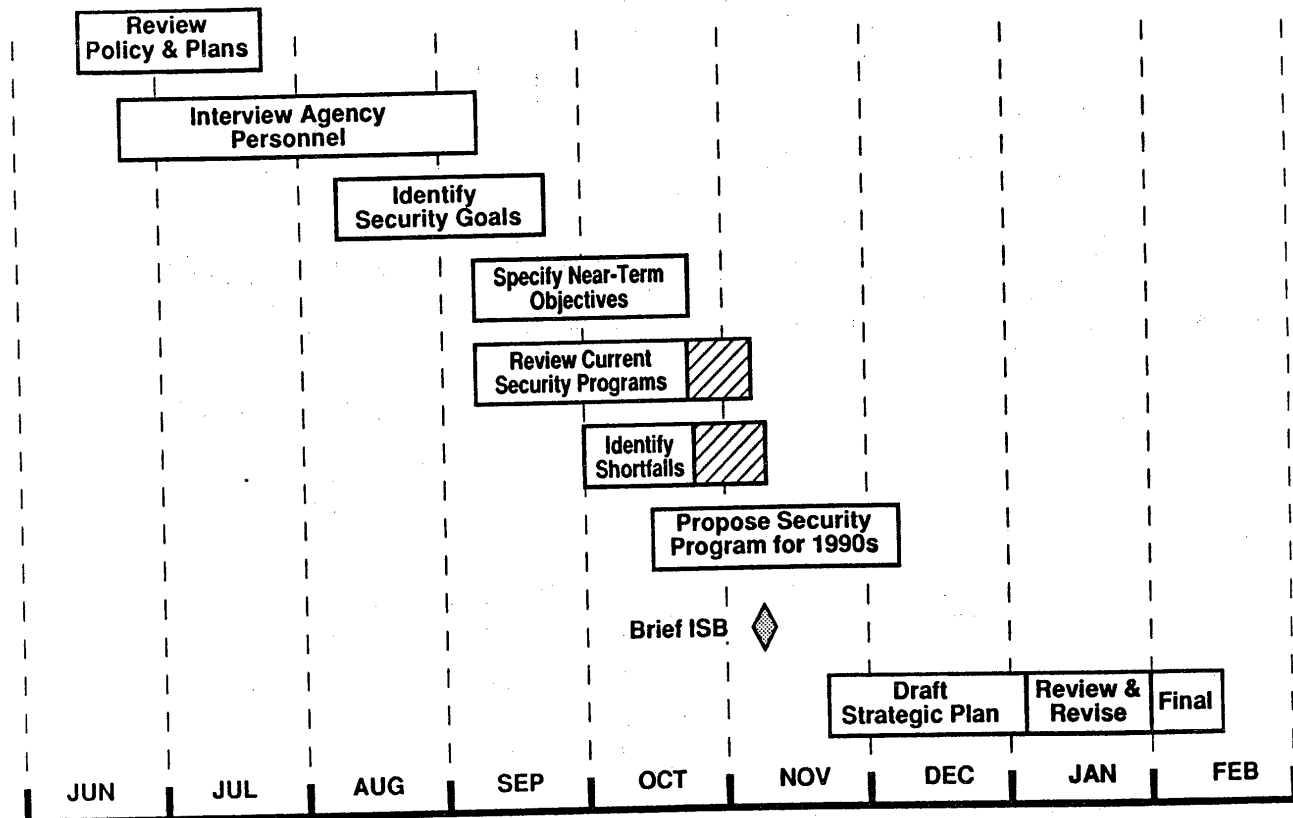 Review
Policy & Plans
Interview Agency
Personnel
Identify
Security Goals
Specify Near-Term
Objectives
Review Current
Security Programs
Identify
Shortfalls
Propose Security
Program for 1990s
Brief ISB
Draft
Strategic Plan
Review &
Revise
Final
JUN JUL AUG SEP OCT NOV DEC JAN FEB